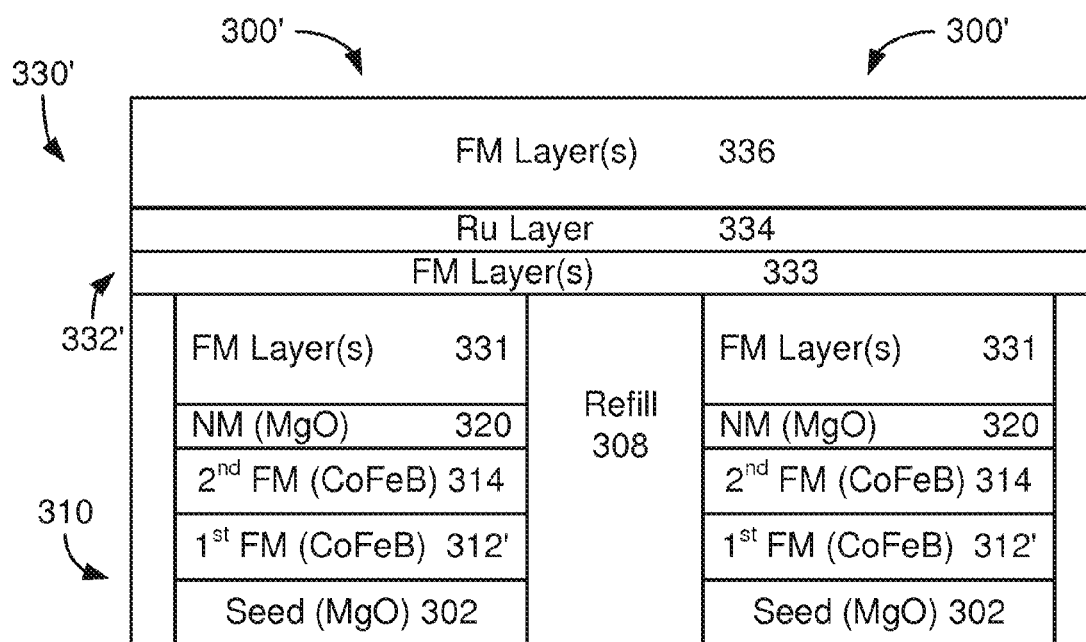 300' 300'
330'
FM Layer(s) 336
Ru Layer 334
FM Layer(s) 333
332'
FM Layer(s) 331 FM Layer(s) 331
Refill
NM (MgO) 320 NM (MgO) 320
308
2nd FM (CoFeB) 314 2nd FM (CoFeB) 314
310
1st FM (CoFeB) 312' 1st FM (CoFeB) 312'
Seed (MgO) 302 Seed (MgO) 302